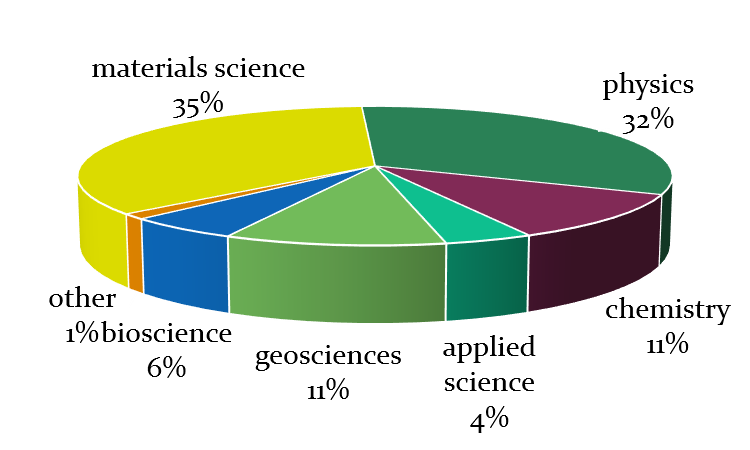 materials science
35%
physics
32%
other
1%
bioscience
6%
geosciences
11%
applied
science
4%
chemistry
11%